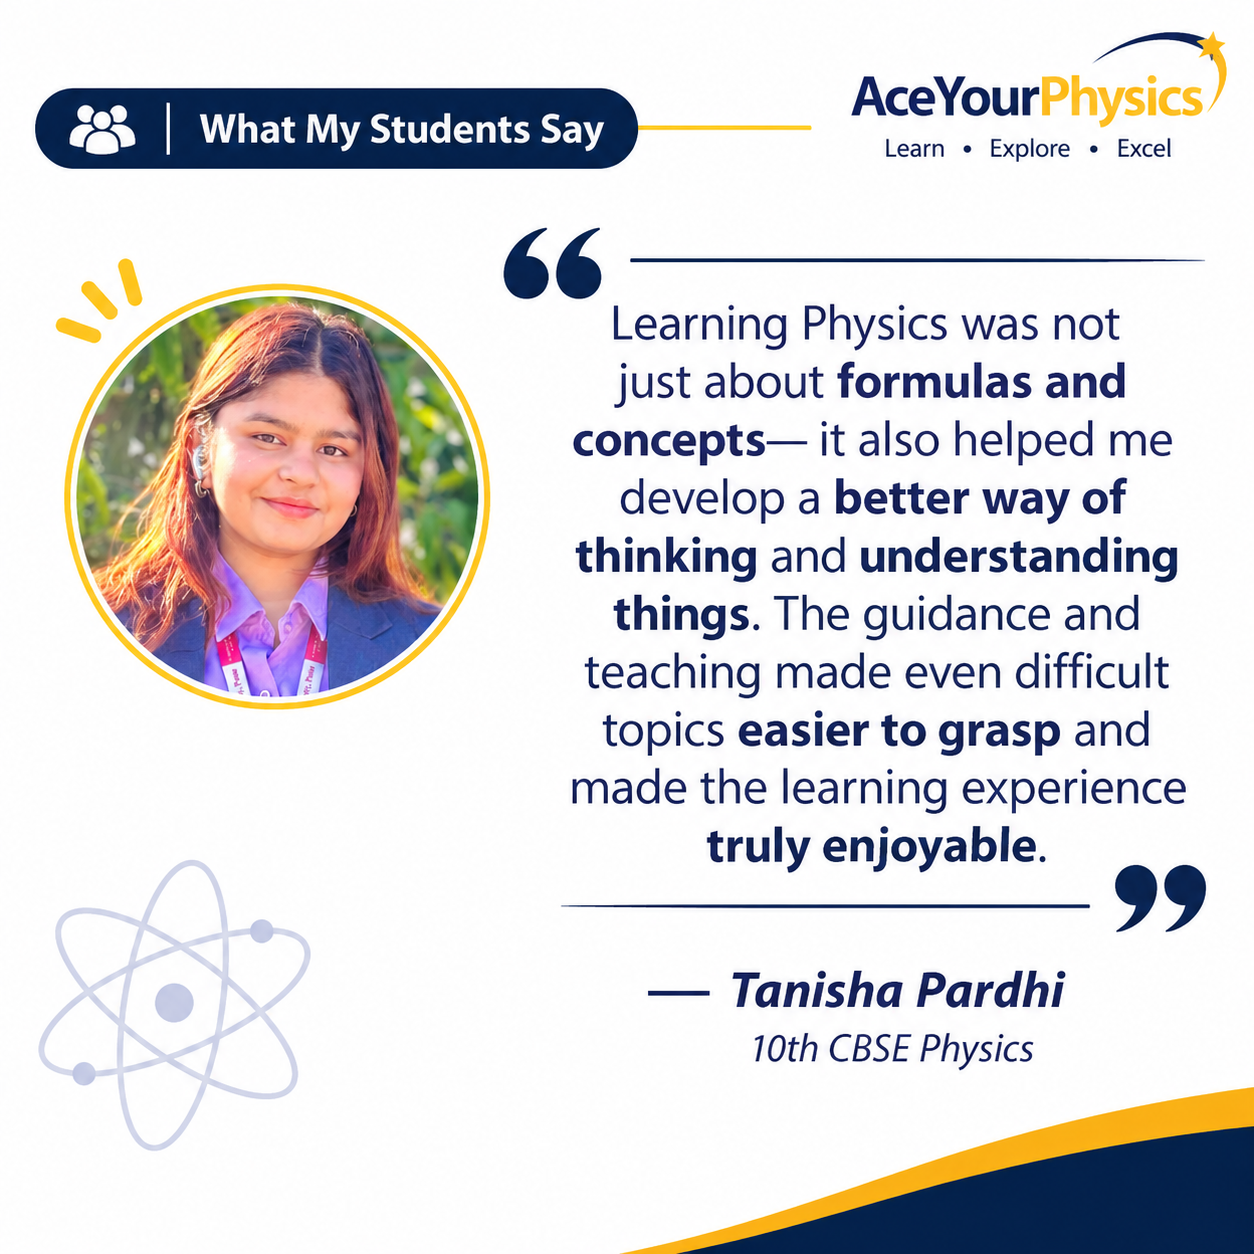 What My Students Say
AceYourPhysics
Learn • Explore • Excel
“
Learning Physics was not
just about formulas and
concepts— it also helped me
develop a better way of
thinking and understanding
things. The guidance and
teaching made even difficult
topics easier to grasp and
made the learning experience
truly enjoyable.
”
— Tanisha Pardhi
10th CBSE Physics